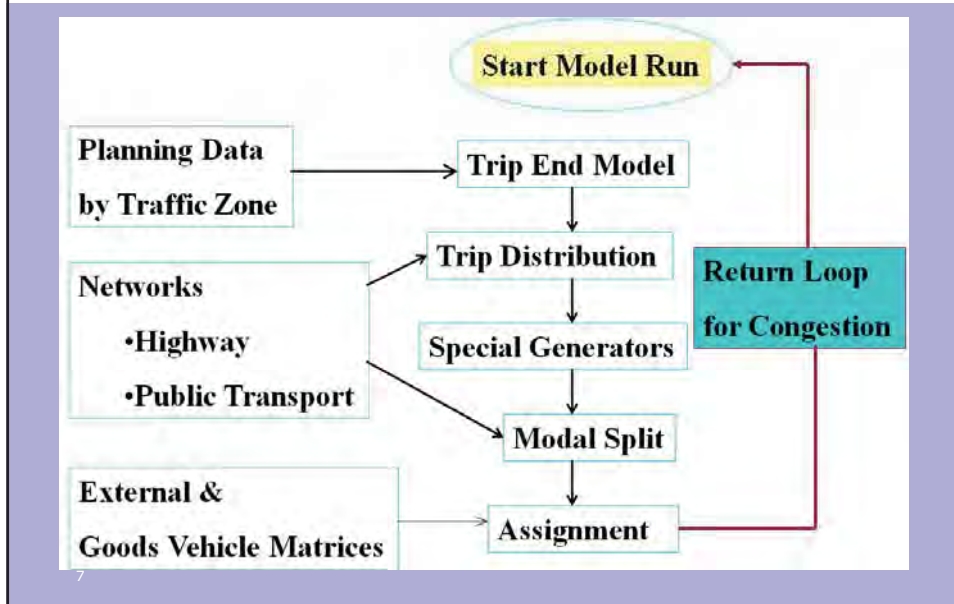 Start Model Run
Planning Data
by Traffic Zone
Trip End Model
Trip Distribution
Networks
•Highway
•Public Transport
Special Generators
Modal Split
External &
Goods Vehicle Matrices
Assignment
Return Loop
for Congestion
7